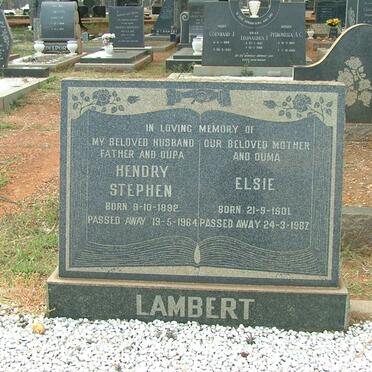 IN LOVING MEMORY OF
MY BELOVED HUSBAND
FATHER AND OUPA
HENDRY
STEPHEN
BORN 9-10-1892
PASSED AWAY 19-5-1964
OUR BELOVED MOTHER
AND OUMA
ELSIE
BORN 21-9-1901
PASSED AWAY 24-3-1987
LAMBERT